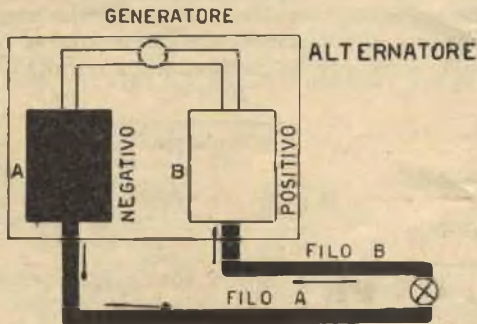 GENERATORE
ALTERNATORE
A
NEGATIVO
B
POSITIVO
FILO B
FILO A